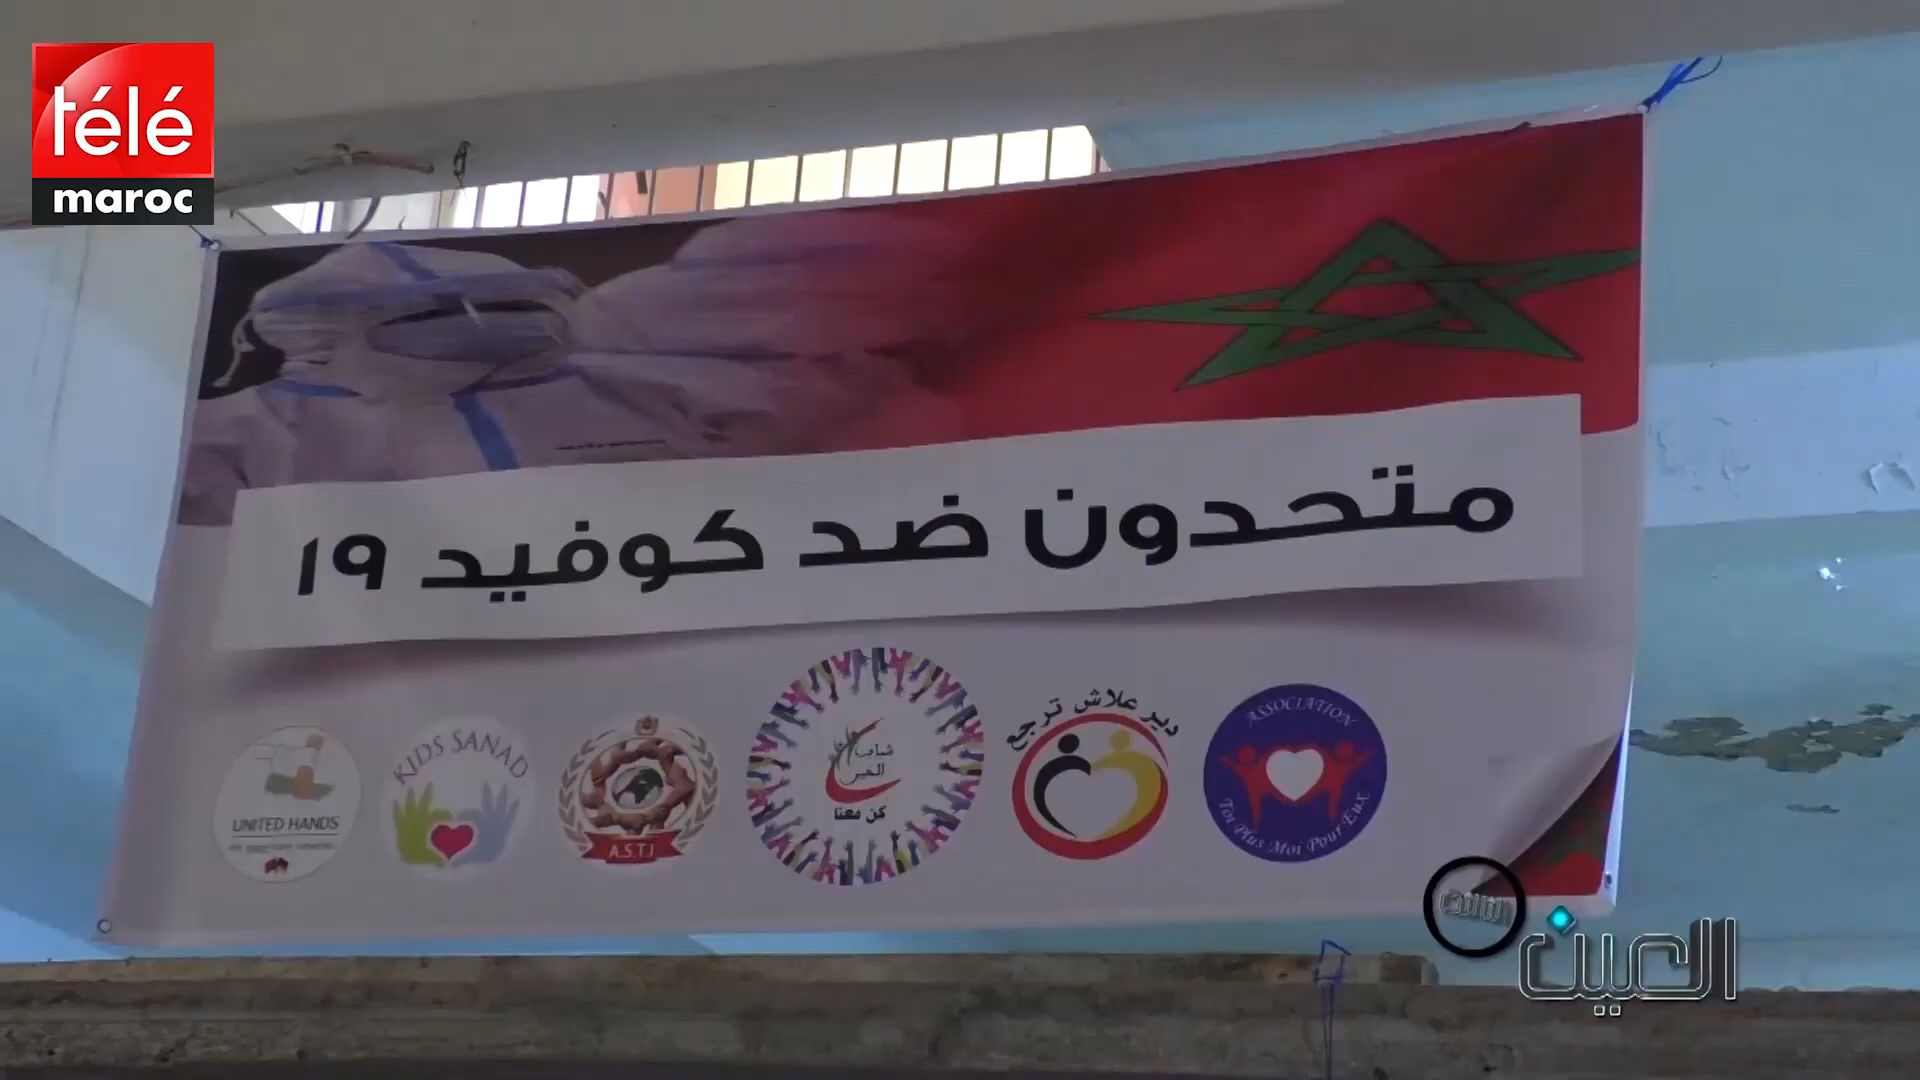 télé
maroc
متحدون ضد كوفيد ١٩
UNITED HANDS
KIDS SANAD
A.S.T.I
شباب
الخير
كن معنا
دير علاش ترجع
ASSOCIATION
Toi Plus Moi Pour Eux
الثالثة
العين